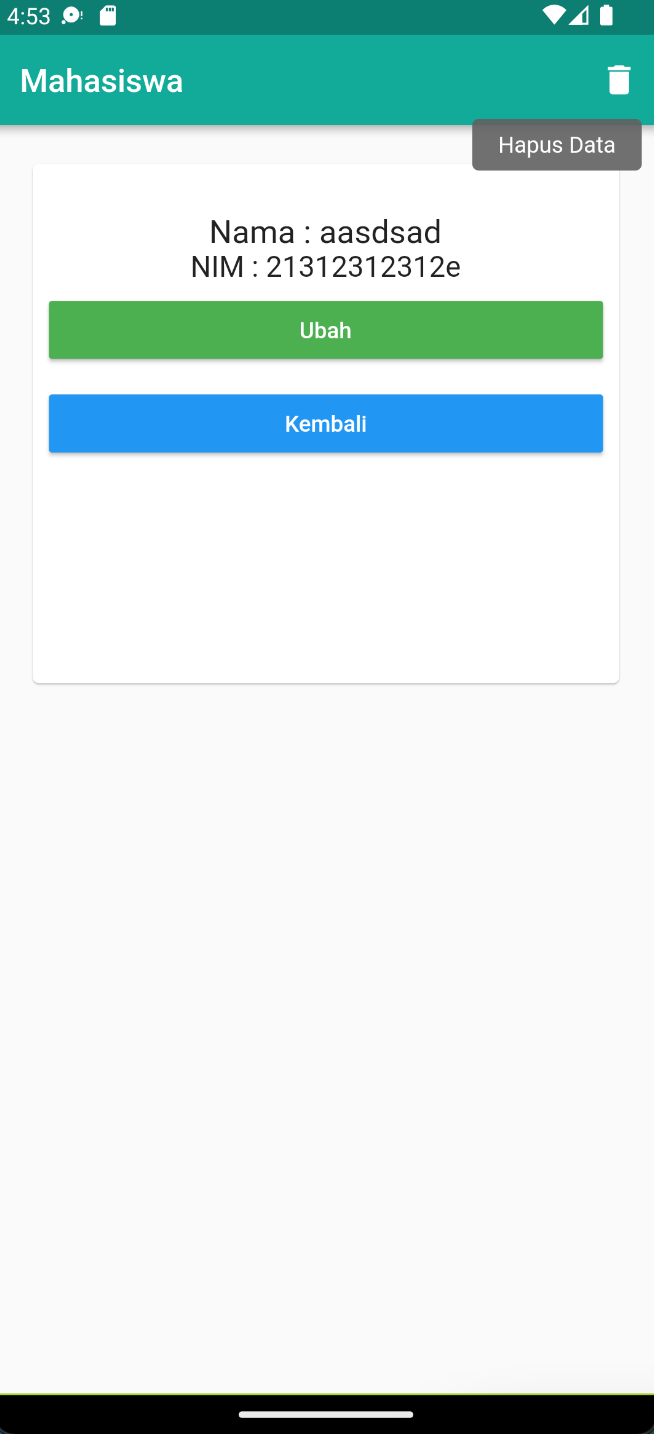 4:53
Mahasiswa
Hapus Data
Nama : aasdsad
NIM : 21312312312e
Ubah
Kembali